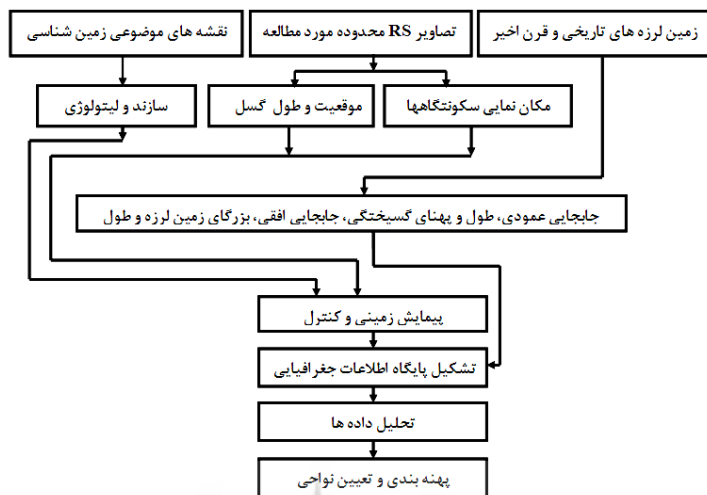 زمین لرزه های تاریخی و قرن اخیر
تصاویر RS محدوده مورد مطالعه
نقشه های موضوعی زمین شناسی
مکان نمایی سکونتگاهها
موقعیت و طول گسل
سازند و لیتولوژی
جابجایی عمودی، طول و پهنای گسیختگی، جابجایی افقی، بزرگای زمین لرزه و طول
پیمایش زمینی و کنترل
تشکیل پایگاه اطلاعات جغرافیایی
تحلیل داده ها
پهنه بندی و تعیین نواحی